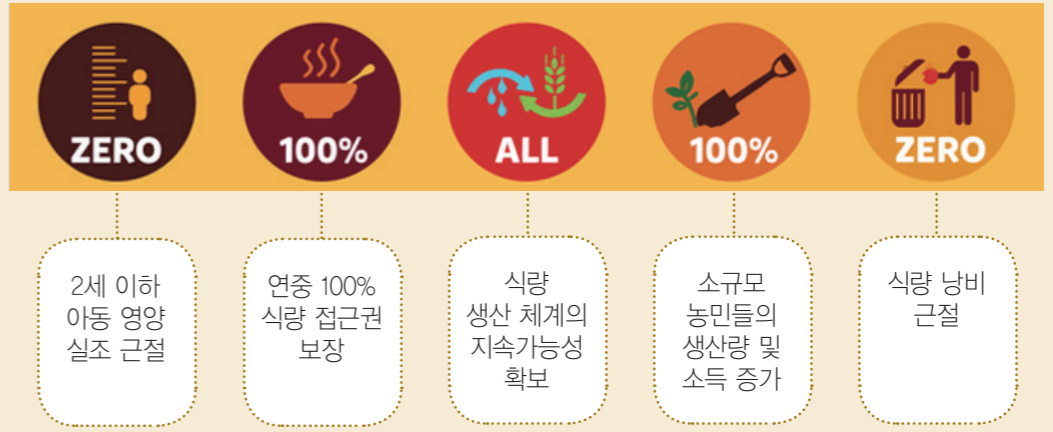 ZERO
100%
ALL
100%
ZERO
2세 이하
아동 영양
실조 근절
연중 100%
식량 접근권
보장
식량
생산 체계의
지속가능성
확보
소규모
농민들의
생산량 및
소득 증가
식량 낭비
근절